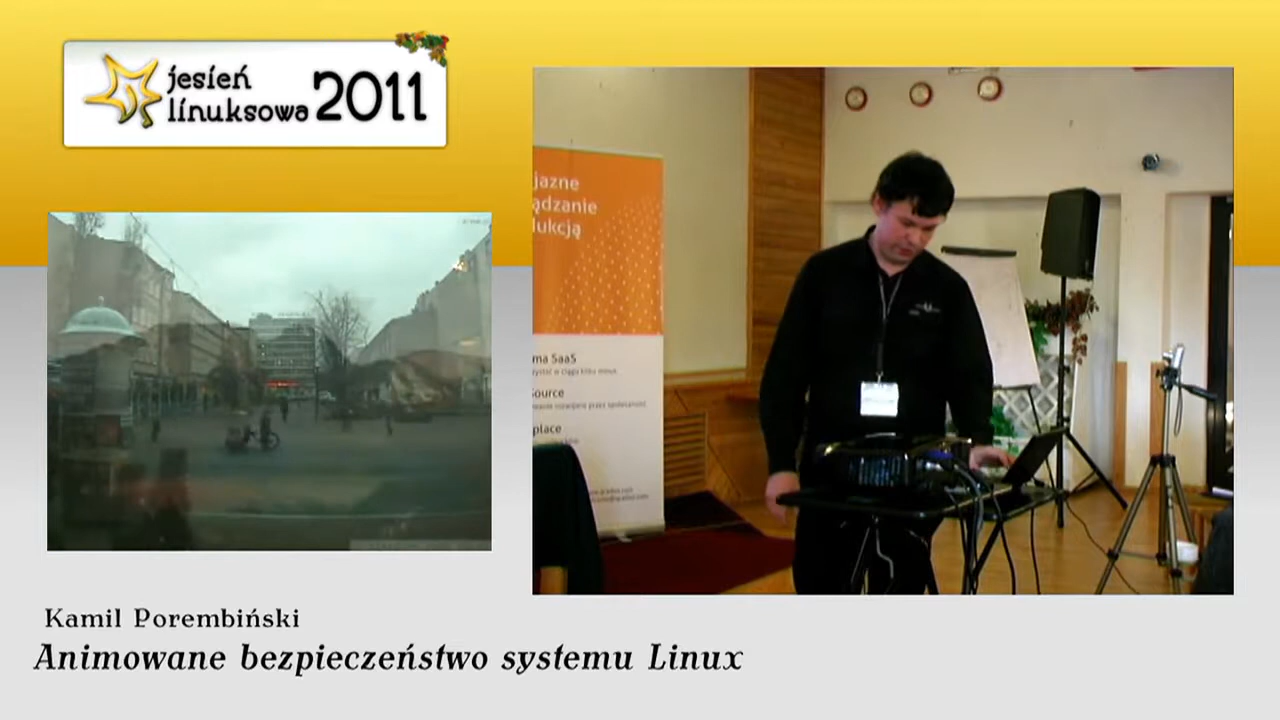 jesień
linuksowa 2011
jazne
ądzanie
lukcją
ma SaaS
Source
place
Kamil Porembiński
Animowane bezpieczeństwo systemu Linux